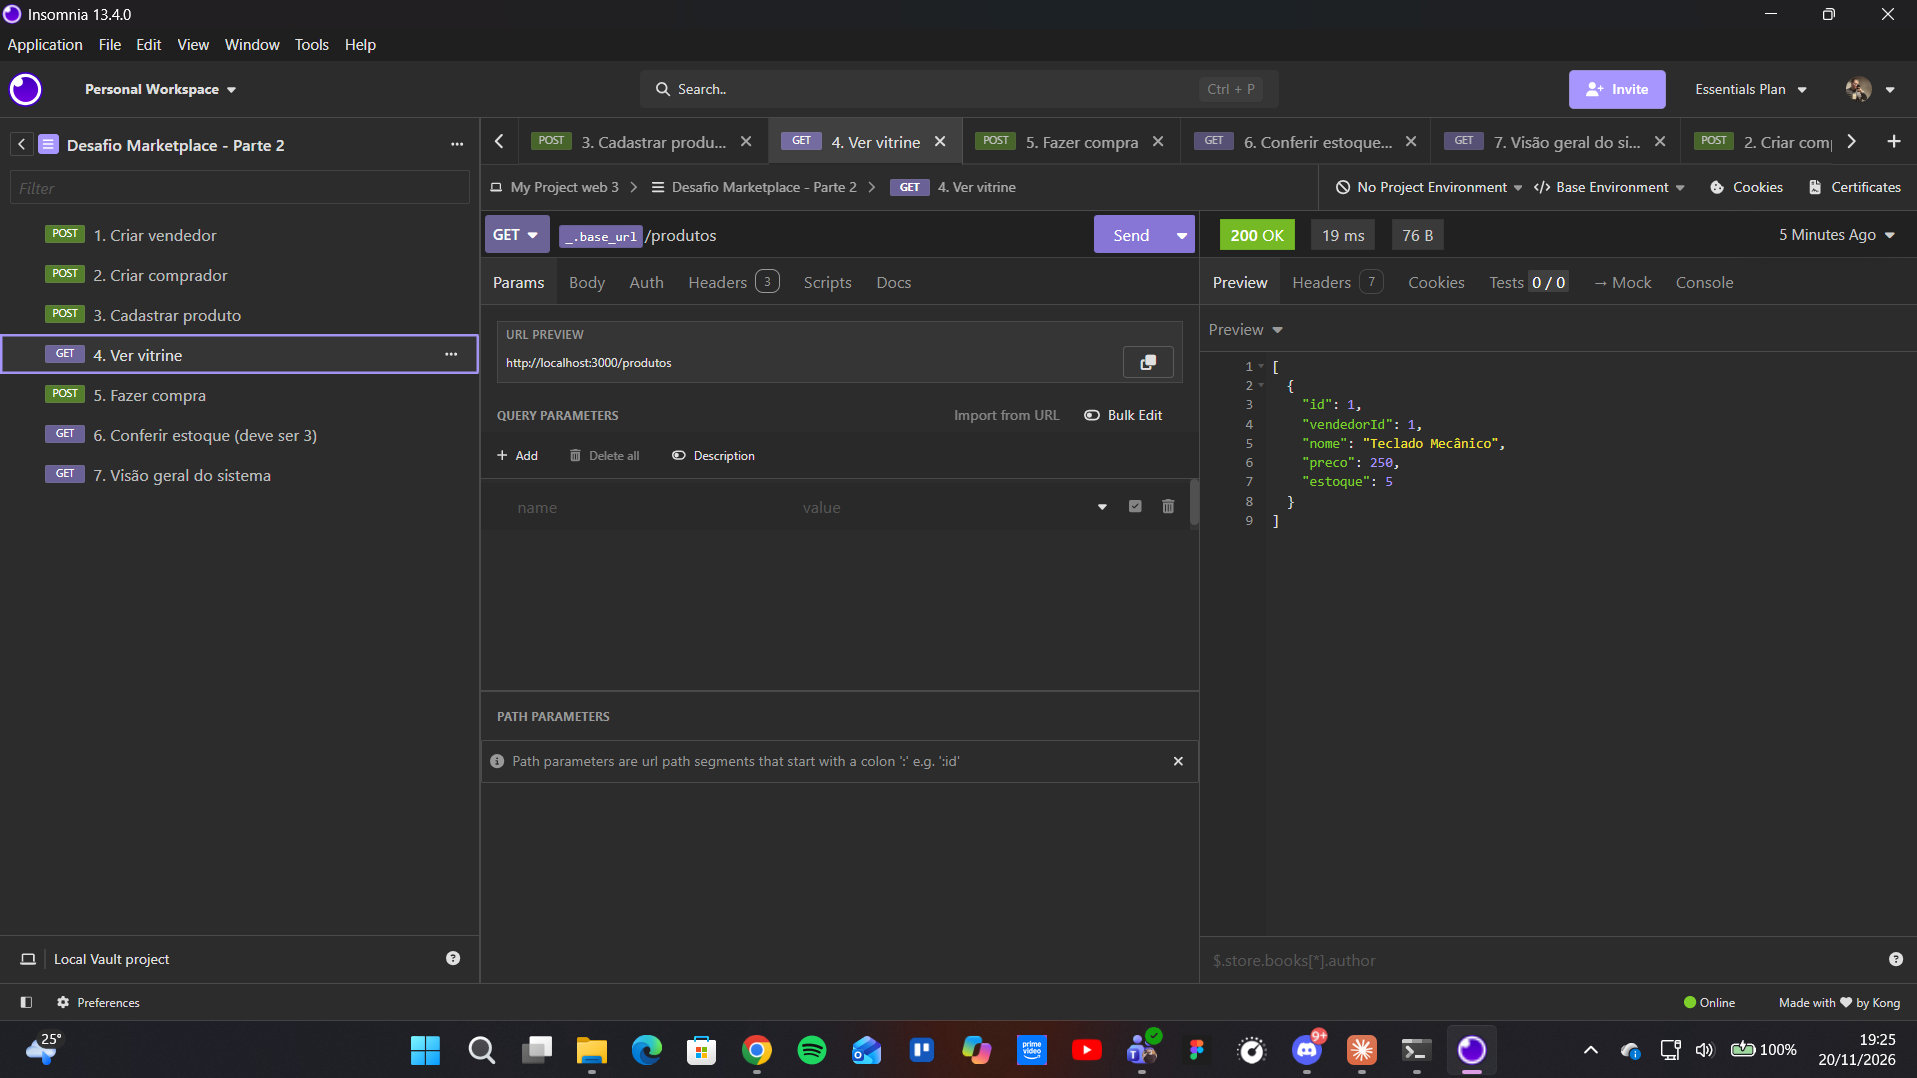 Insomnia 13.4.0
Application File Edit View Window Tools Help
Personal Workspace
Search..
Ctrl + P
Invite
Essentials Plan
Desafio Marketplace - Parte 2
Filter
POST 1. Criar vendedor
POST 2. Criar comprador
POST 3. Cadastrar produto
GET 4. Ver vitrine
POST 5. Fazer compra
GET 6. Conferir estoque (deve ser 3)
GET 7. Visão geral do sistema
Local Vault project
POST 3. Cadastrar produ... GET 4. Ver vitrine POST 5. Fazer compra GET 6. Conferir estoque... GET 7. Visão geral do si... POST 2. Criar com
My Project web 3 Desafio Marketplace - Parte 2 GET 4. Ver vitrine
No Project Environment Base Environment Cookies Certificates
GET _.base_url /produtos Send
Params Body Auth Headers 3 Scripts Docs
URL PREVIEW
http://localhost:3000/produtos
QUERY PARAMETERS Import from URL Bulk Edit
Add Delete all Description
name value
PATH PARAMETERS
Path parameters are url path segments that start with a colon ':' e.g. ':id'
200 OK 19 ms 76 B 5 Minutes Ago
Preview Headers 7 Cookies Tests 0 / 0 → Mock Console
Preview
1 [
2 {
3 "id": 1,
4 "vendedorId": 1,
5 "nome": "Teclado Mecânico",
6 "preco": 250,
7 "estoque": 5
8 }
9 ]
$.store.books[*].author
Preferences
Online
Made with ❤ by Kong
25°
prime video
9+
100%
19:25
20/11/2026